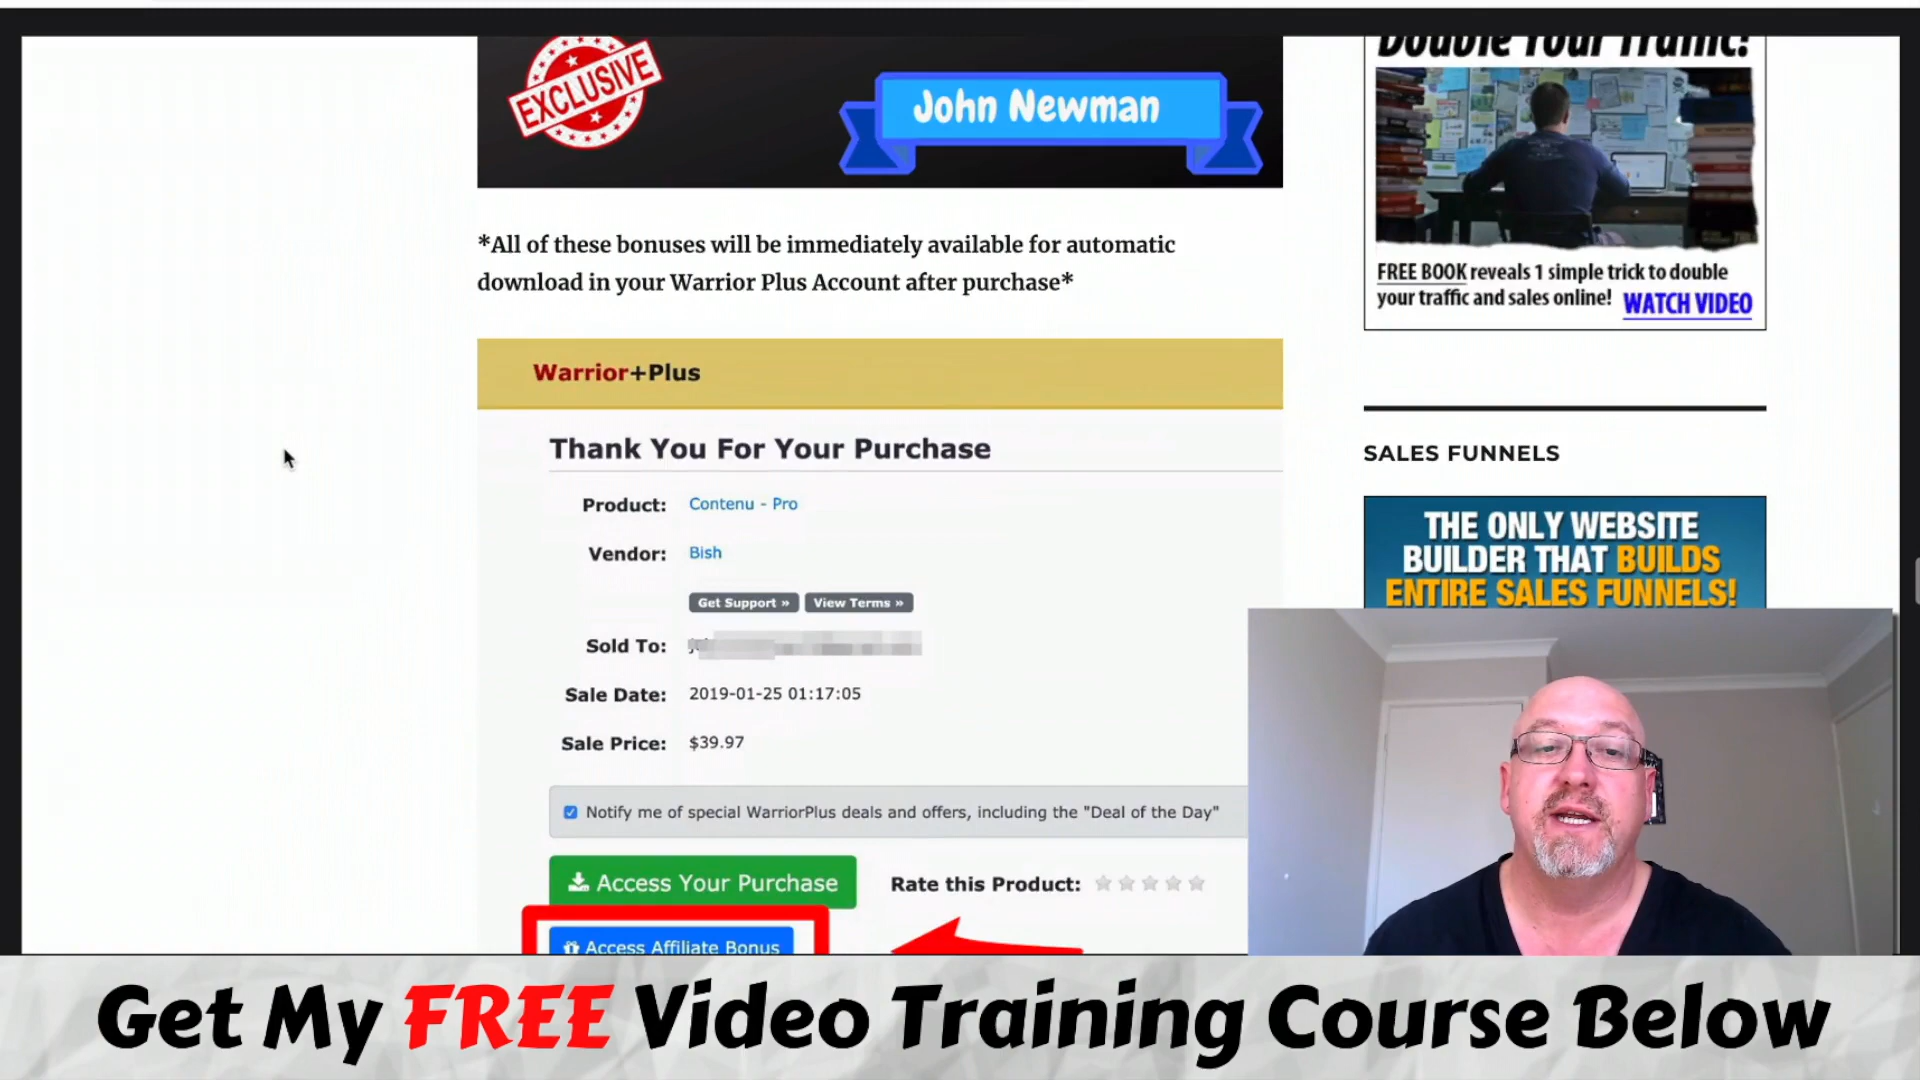 EXCLUSIVE
John Newman
*All of these bonuses will be immediately available for automatic
download in your Warrior Plus Account after purchase*
Warrior+Plus
Thank You For Your Purchase
Product: Contenu - Pro
Vendor: Bish
Get Support » View Terms »
Sold To:
Sale Date: 2019-01-25 01:17:05
Sale Price: $39.97
Notify me of special WarriorPlus deals and offers, including the "Deal of the Day"
Access Your Purchase Rate this Product:
Access Affiliate Bonus
Double Your Traffic!
FREE BOOK reveals 1 simple trick to double
your traffic and sales online! WATCH VIDEO
SALES FUNNELS
THE ONLY WEBSITE
BUILDER THAT BUILDS
ENTIRE SALES FUNNELS!
Get My FREE Video Training Course Below